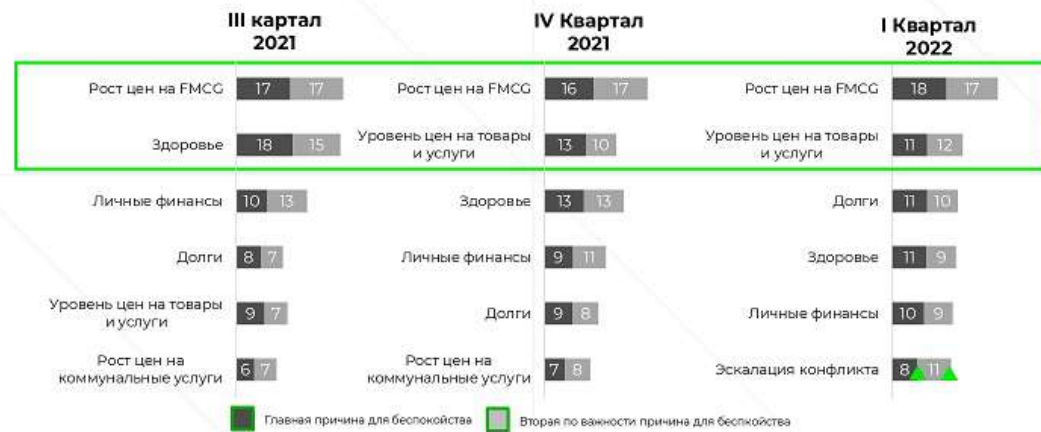 III картал
2021
Рост цен на FMCG 17 17
Здоровье 18 15
Личные финансы 10 13
Долги 8 7
Уровень цен на товары
и услуги 9 7
Рост цен на
коммунальные услуги 6 7
IV Квартал
2021
Рост цен на FMCG 16 17
Уровень цен на товары
и услуги 13 10
Здоровье 13 13
Личные финансы 9 11
Долги 9 8
Рост цен на
коммунальные услуги 7 8
I Квартал
2022
Рост цен на FMCG 18 17
Уровень цен на товары
и услуги 11 12
Долги 11 10
Здоровье 11 9
Личные финансы 10 9
Эскалация конфликта 8 11
Главная причина для беспокойства
Вторая по важности причина для беспкойства